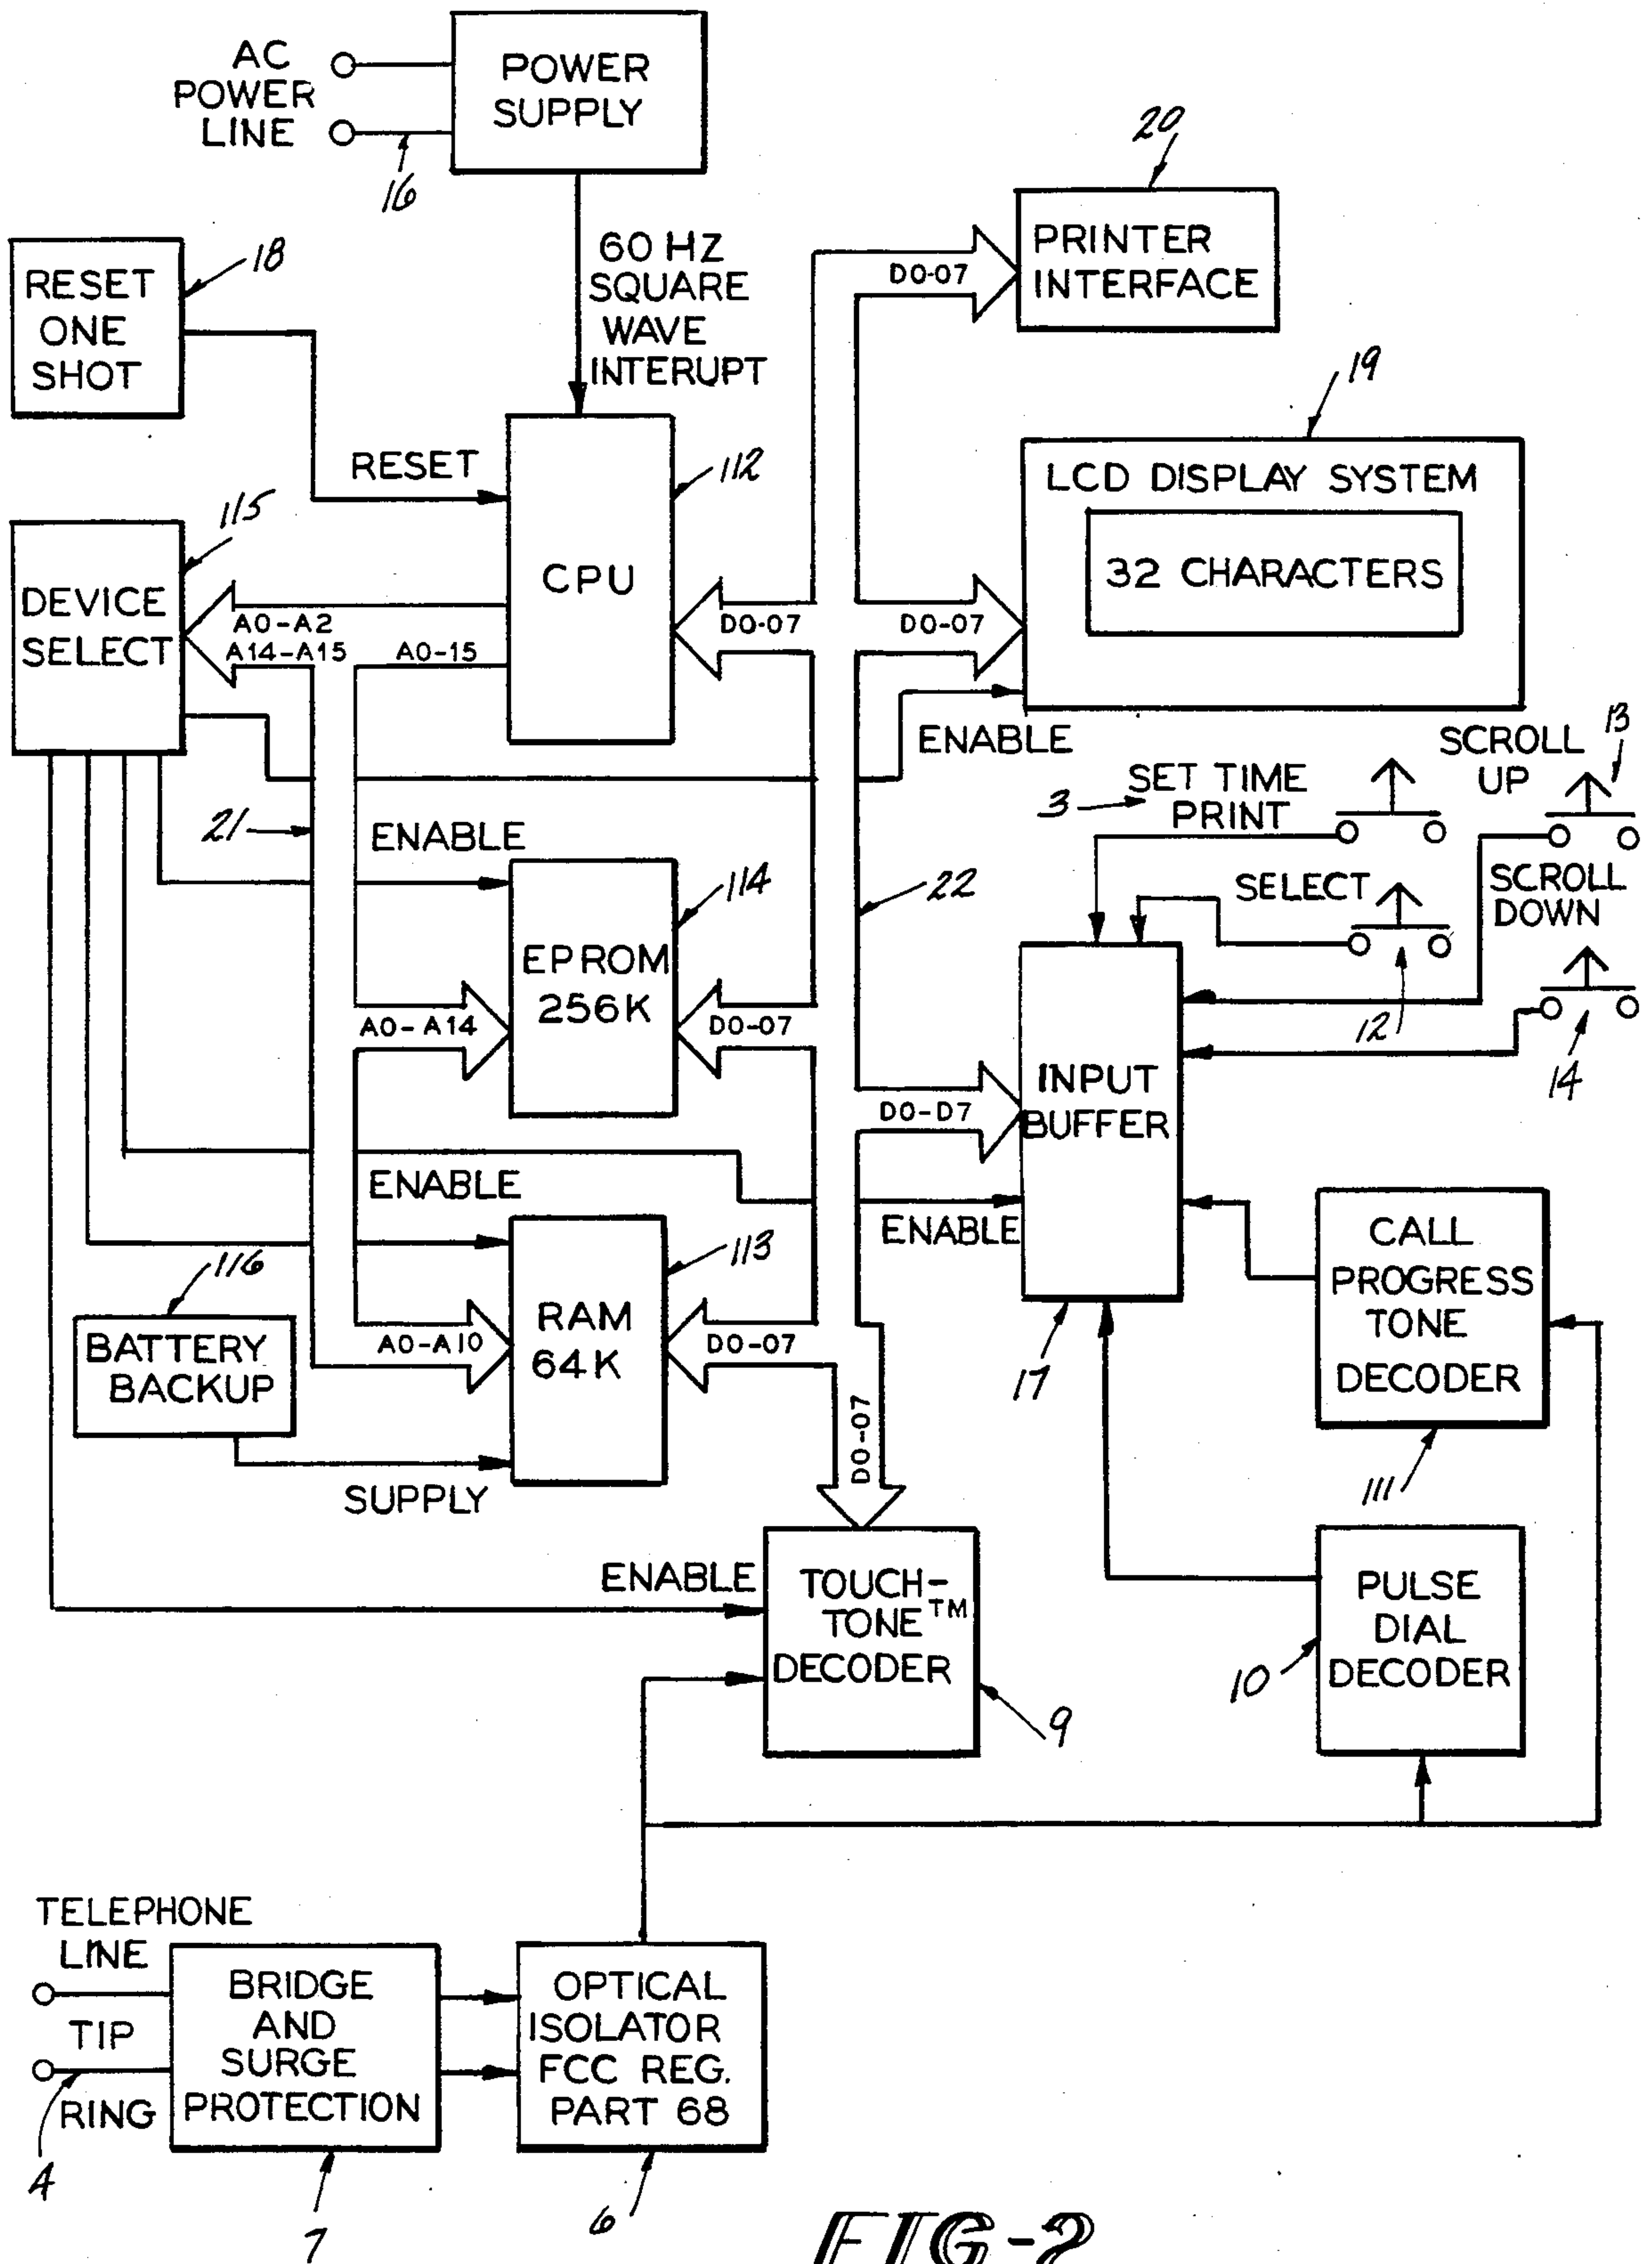 AC
POWER
LINE
16
POWER
SUPPLY
20
PRINTER
INTERFACE
18
RESET
ONE
SHOT
60 HZ
SQUARE
WAVE
INTERUPT
D0-07
19
LCD DISPLAY SYSTEM
32 CHARACTERS
RESET
112
CPU
115
DEVICE
SELECT
A0-A2
A14-A15
A0-15
D0-07
D0-07
ENABLE
SCROLL
UP
13
3
SET TIME
PRINT
21
ENABLE
114
EPROM
256K
22
SELECT
12
SCROLL
DOWN
14
A0-A14
D0-07
D0-D7
INPUT
BUFFER
ENABLE
ENABLE
17
116
BATTERY
BACKUP
SUPPLY
113
RAM
64K
A0-A10
D0-07
D0-07
CALL
PROGRESS
TONE
DECODER
111
ENABLE
TOUCH-
TONE TM
DECODER
9
PULSE
DIAL
DECODER
10
TELEPHONE
LINE
TIP
RING
4
BRIDGE
AND
SURGE
PROTECTION
7
OPTICAL
ISOLATOR
FCC REG.
PART 68
6
FIG-2